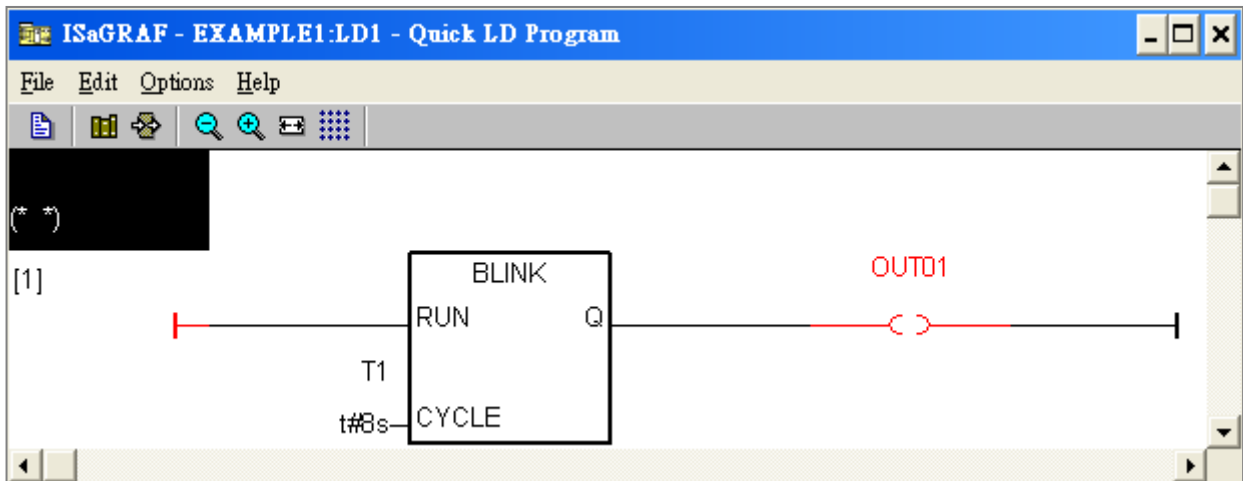 ISaGRAF - EXAMPLE1:LD1 - Quick LD Program
File Edit Options Help
(* *)
[1]
BLINK
OUT01
RUN Q
T1
t#8s CYCLE